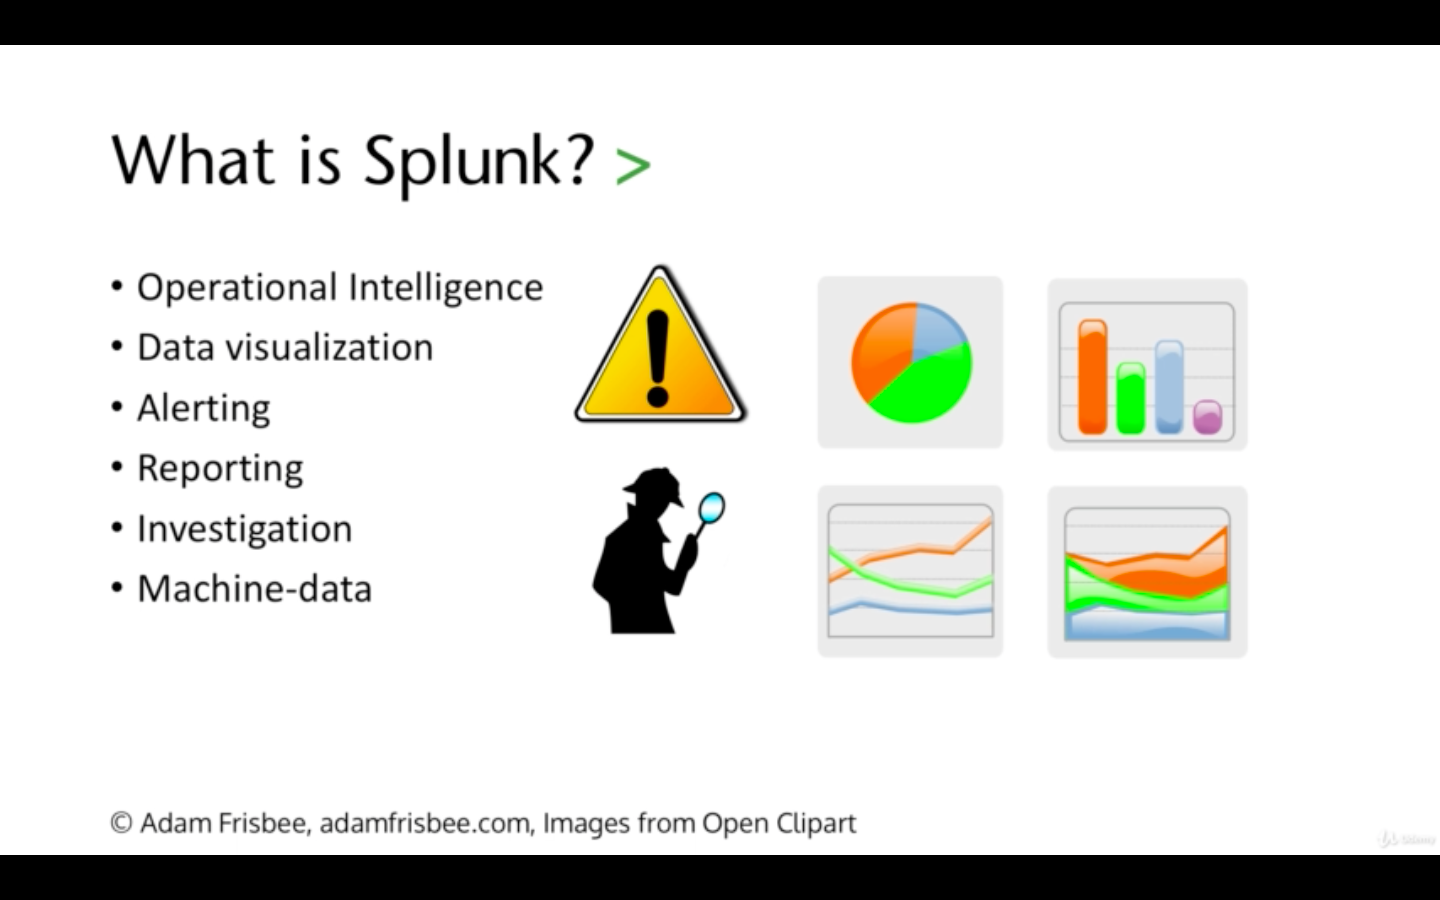 What is Splunk? >
• Operational Intelligence
• Data visualization
• Alerting
• Reporting
• Investigation
• Machine-data
© Adam Frisbee, adamfrisbee.com, Images from Open Clipart
Udemy